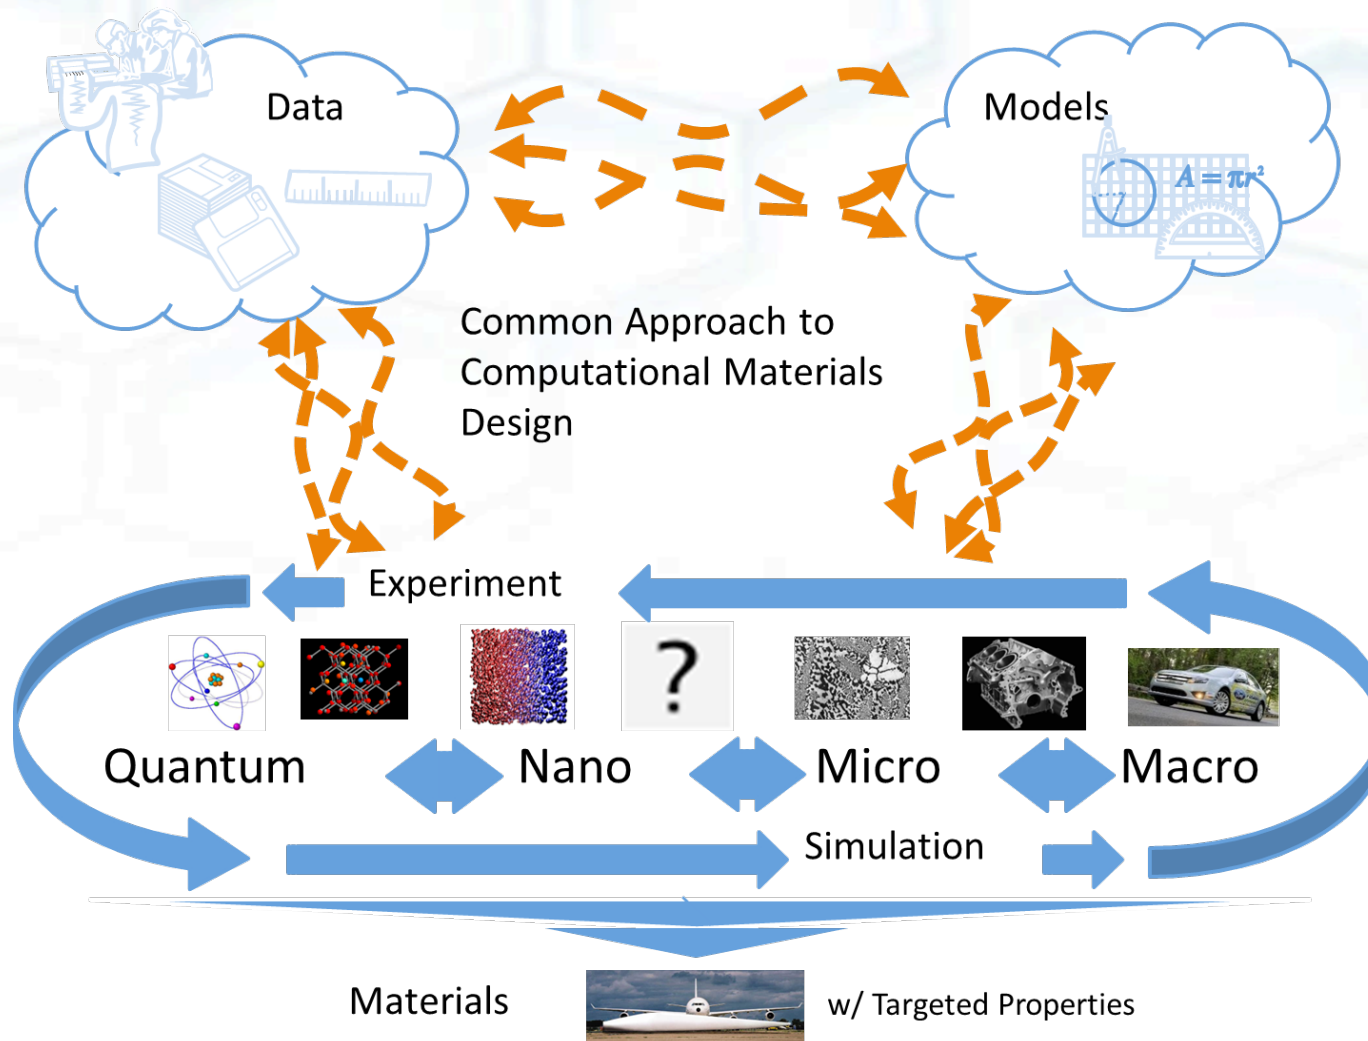 Data
Models
A = πr²
Common Approach to
Computational Materials
Design
Experiment
?
Quantum
Nano
Micro
Macro
Simulation
Materials
w/ Targeted Properties